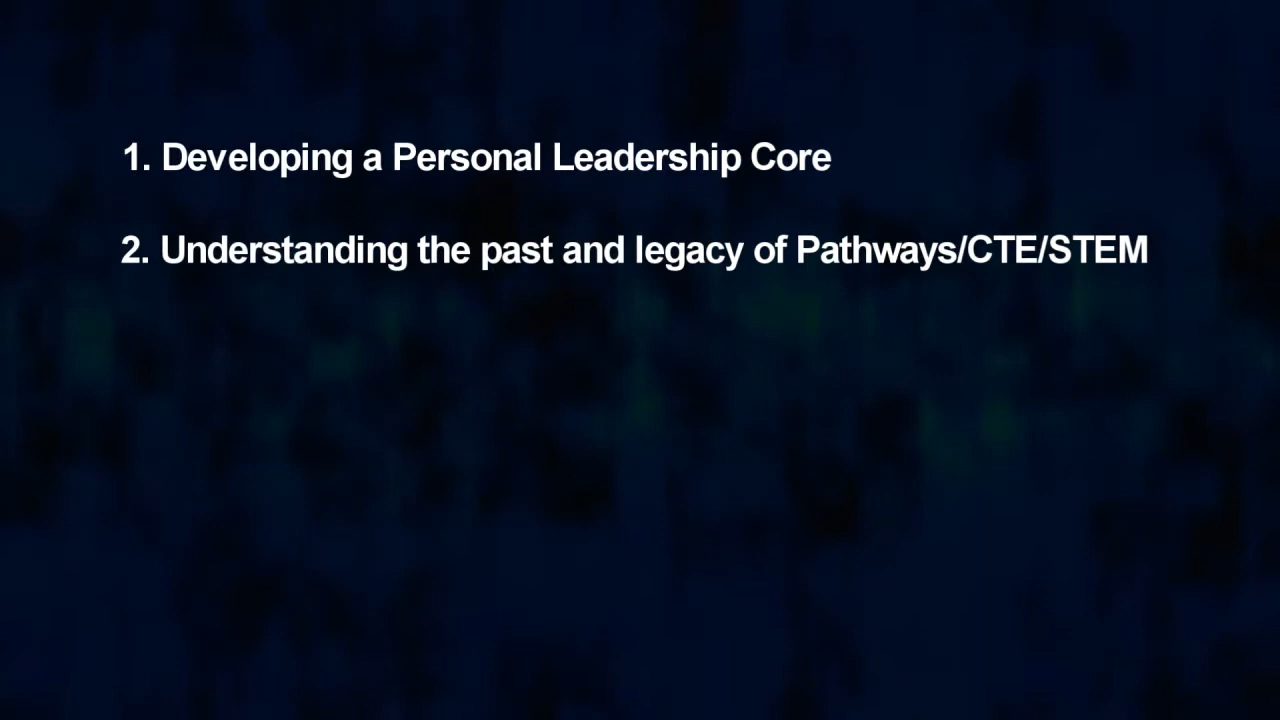 1. Developing a Personal Leadership Core
2. Understanding the past and legacy of Pathways/CTE/STEM